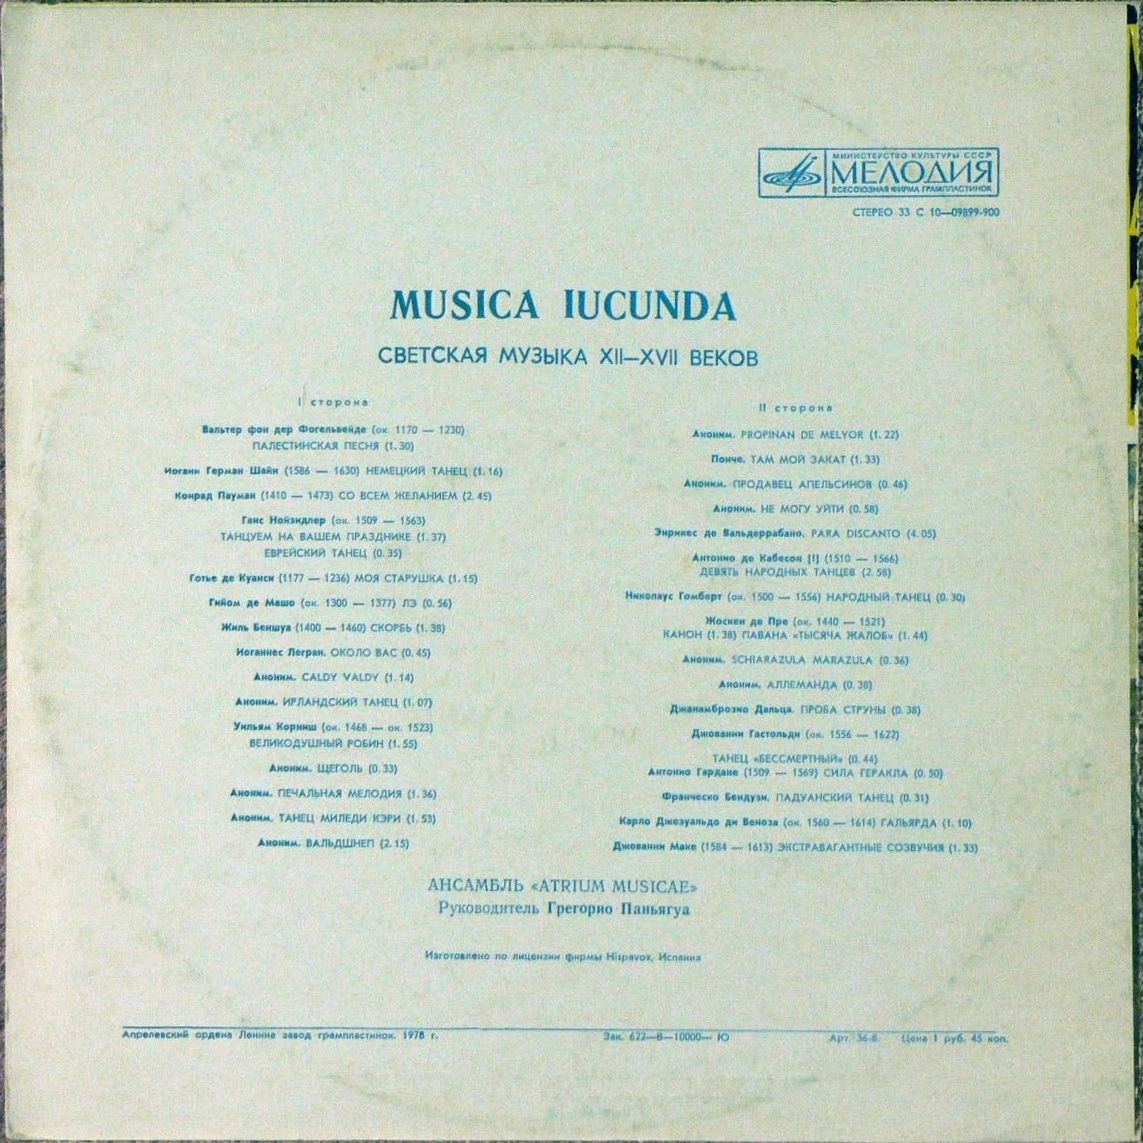 МИНИСТЕРСТВО КУЛЬТУРЫ СССР
МЕЛОДИЯ
ВСЕСОЮЗНАЯ ФИРМА ГРАМПЛАСТИНОК
СТЕРЕО 33 С 10—09899-900
MUSICA IUCUNDA
СВЕТСКАЯ МУЗЫКА XII—XVII ВЕКОВ
I сторона
Вальтер фон дер Фогельвейде (ок. 1170 — 1230)
ПАЛЕСТИНСКАЯ ПЕСНЯ (1.30)
Иоганн Герман Шайн (1586 — 1630) НЕМЕЦКИЙ ТАНЕЦ (1.16)
Конрад Пауман (1410 — 1473) СО ВСЕМ ЖЕЛАНИЕМ (2.45)
Ганс Нойзидлер (ок. 1509 — 1563)
ТАНЦУЕМ НА ВАШЕМ ПРАЗДНИКЕ (1.37)
ЕВРЕЙСКИЙ ТАНЕЦ (0.35)
Готье де Куанси (1177 — 1236) МОЯ СТАРУШКА (1.15)
Гийом де Машо (ок. 1300 — 1377) ЛЭ (0.56)
Жиль Беншуа (1400 — 1460) СКОРБЬ (1.38)
Иоганнес Легран. ОКОЛО ВАС (0.45)
Аноним. CALDY VALDY (1.14)
Аноним. ИРЛАНДСКИЙ ТАНЕЦ (1.07)
Уильям Корниш (ок. 1468 — ок. 1523)
ВЕЛИКОДУШНЫЙ РОБИН (1.55)
Аноним. ЩЕГОЛЬ (0.33)
Аноним. ПЕЧАЛЬНАЯ МЕЛОДИЯ (1.36)
Аноним. ТАНЕЦ МИЛЕДИ КЭРИ (1.53)
Аноним. ВАЛЬДШНЕП (2.15)
II сторона
Аноним. PROPINAN DE MELYOR (1.22)
Понче. ТАМ МОЙ ЗАКАТ (1.33)
Аноним. ПРОДАВЕЦ АПЕЛЬСИНОВ (0.46)
Аноним. НЕ МОГУ УЙТИ (0.58)
Энрикес де Вальдеррабано. PARA DISCANTO (4.05)
Антонио де Кабесон [I] (1510 — 1566)
ДЕВЯТЬ НАРОДНЫХ ТАНЦЕВ (2.58)
Николаус Гомберт (ок. 1500 — 1556) НАРОДНЫЙ ТАНЕЦ (0.30)
Жоскен де Пре (ок. 1440 — 1521)
КАНОН (1.38) ПАВАНА «ТЫСЯЧА ЖАЛОБ» (1.44)
Аноним. SCHIARAZULA MARAZULA (0.36)
Аноним. АЛЛЕМАНДА (0.38)
Джанамброзио Дальца. ПРОБА СТРУНЫ (0.38)
Джованни Гастольди (ок. 1556 — 1622)
ТАНЕЦ «БЕССМЕРТНЫЙ» (0.44)
Антонио Гардане (1509 — 1569) СИЛА ГЕРАКЛА (0.50)
Франческо Бендузи. ПАДУАНСКИЙ ТАНЕЦ (0.31)
Карло Джезуальдо ди Веноза (ок. 1560 — 1614) ГАЛЬЯРДА (1.10)
Джованни Маке (1584 — 1613) ЭКСТРАВАГАНТНЫЕ СОЗВУЧИЯ (1.33)
АНСАМБЛЬ «ATRIUM MUSICAE»
Руководитель Грегорио Паньягуа
Изготовлено по лицензии фирмы Hispavox, Испания
Апрелевский ордена Ленина завод грампластинок. 1978 г.
Зак. 622—В—10000— Ю
Арт. 36-8. Цена 1 руб. 45 коп.